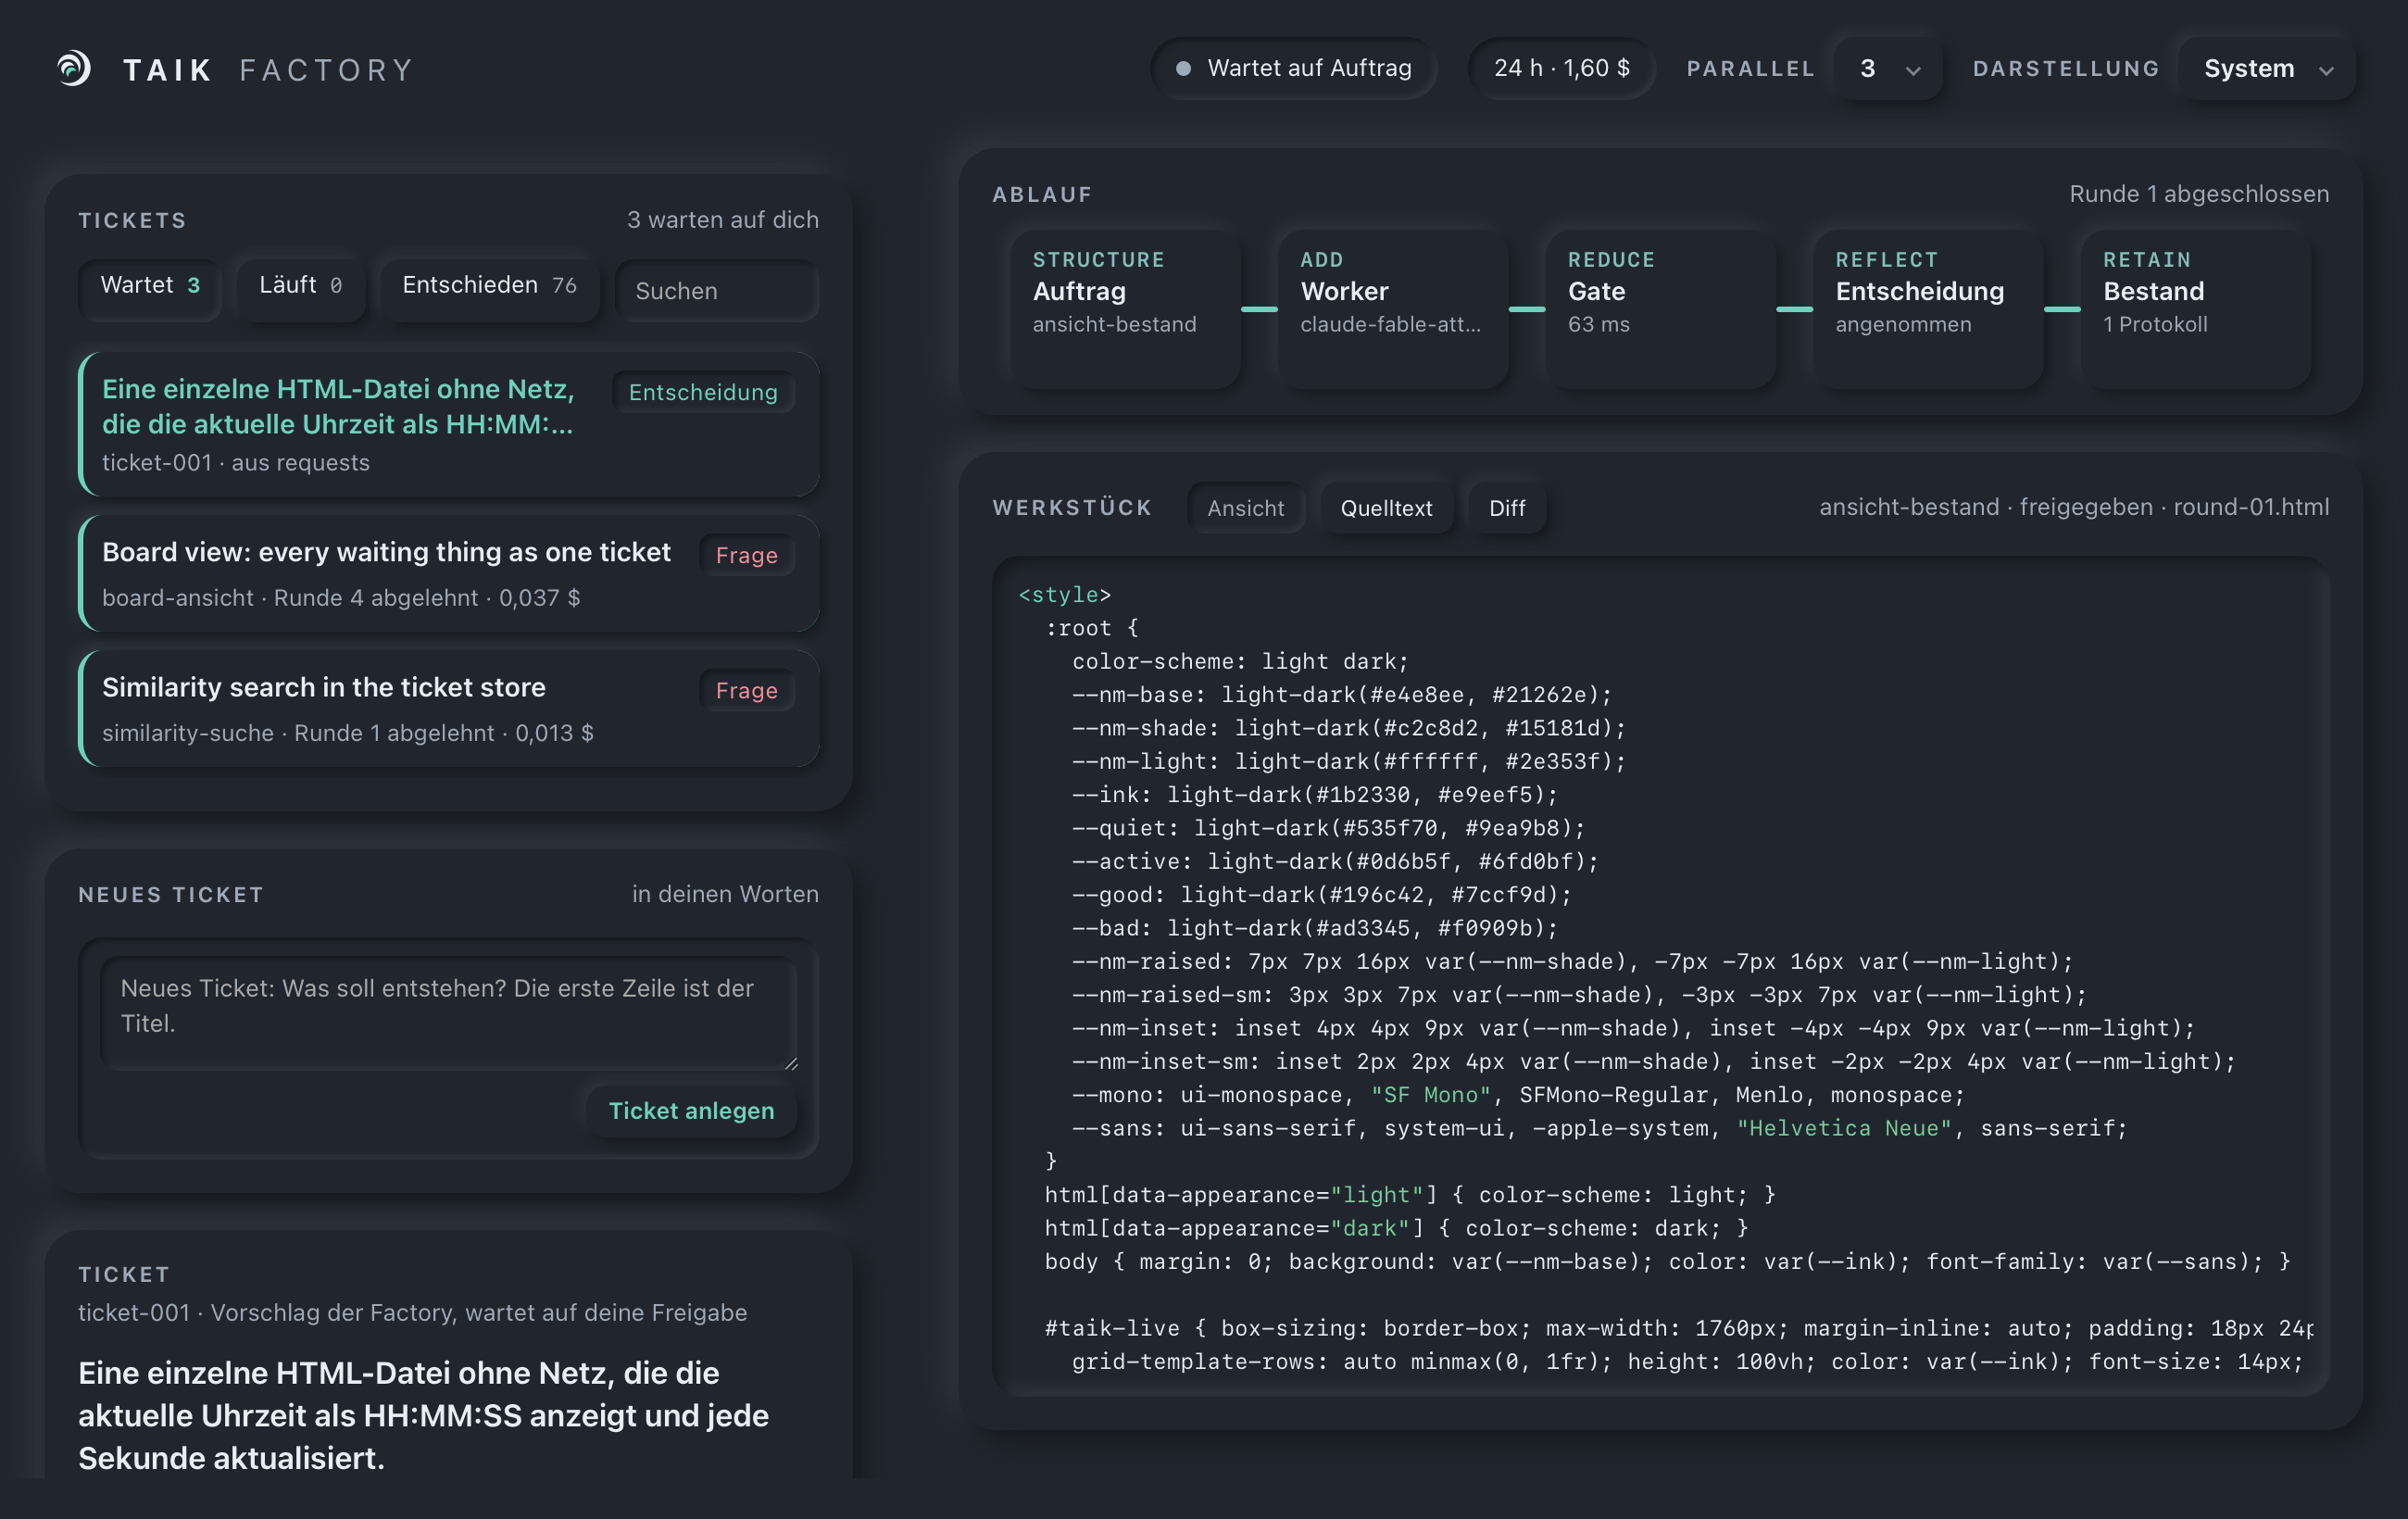 TAIK FACTORY
Wartet auf Auftrag
24 h · 1,60 $
PARALLEL
3
DARSTELLUNG
System
TICKETS
3 warten auf dich
Wartet 3
Läuft 0
Entschieden 76
Suchen
Eine einzelne HTML-Datei ohne Netz,
die die aktuelle Uhrzeit als HH:MM:...
Entscheidung
ticket-001 · aus requests
Board view: every waiting thing as one ticket
Frage
board-ansicht · Runde 4 abgelehnt · 0,037 $
Similarity search in the ticket store
Frage
similarity-suche · Runde 1 abgelehnt · 0,013 $
NEUES TICKET
in deinen Worten
Neues Ticket: Was soll entstehen? Die erste Zeile ist der
Titel.
Ticket anlegen
TICKET
ticket-001 · Vorschlag der Factory, wartet auf deine Freigabe
Eine einzelne HTML-Datei ohne Netz, die die
aktuelle Uhrzeit als HH:MM:SS anzeigt und jede
Sekunde aktualisiert.
ABLAUF
Runde 1 abgeschlossen
STRUCTURE
Auftrag
ansicht-bestand
ADD
Worker
claude-fable-att...
REDUCE
Gate
63 ms
REFLECT
Entscheidung
angenommen
RETAIN
Bestand
1 Protokoll
WERKSTÜCK
Ansicht
Quelltext
Diff
ansicht-bestand · freigegeben · round-01.html
<style>
  :root {
    color-scheme: light dark;
    --nm-base: light-dark(#e4e8ee, #21262e);
    --nm-shade: light-dark(#c2c8d2, #15181d);
    --nm-light: light-dark(#ffffff, #2e353f);
    --ink: light-dark(#1b2330, #e9eef5);
    --quiet: light-dark(#535f70, #9ea9b8);
    --active: light-dark(#0d6b5f, #6fd0bf);
    --good: light-dark(#196c42, #7ccf9d);
    --bad: light-dark(#ad3345, #f0909b);
    --nm-raised: 7px 7px 16px var(--nm-shade), -7px -7px 16px var(--nm-light);
    --nm-raised-sm: 3px 3px 7px var(--nm-shade), -3px -3px 7px var(--nm-light);
    --nm-inset: inset 4px 4px 9px var(--nm-shade), inset -4px -4px 9px var(--nm-light);
    --nm-inset-sm: inset 2px 2px 4px var(--nm-shade), inset -2px -2px 4px var(--nm-light);
    --mono: ui-monospace, "SF Mono", SFMono-Regular, Menlo, monospace;
    --sans: ui-sans-serif, system-ui, -apple-system, "Helvetica Neue", sans-serif;
  }
  html[data-appearance="light"] { color-scheme: light; }
  html[data-appearance="dark"] { color-scheme: dark; }
  body { margin: 0; background: var(--nm-base); color: var(--ink); font-family: var(--sans); }
  #taik-live { box-sizing: border-box; max-width: 1760px; margin-inline: auto; padding: 18px 24p
    grid-template-rows: auto minmax(0, 1fr); height: 100vh; color: var(--ink); font-size: 14px;